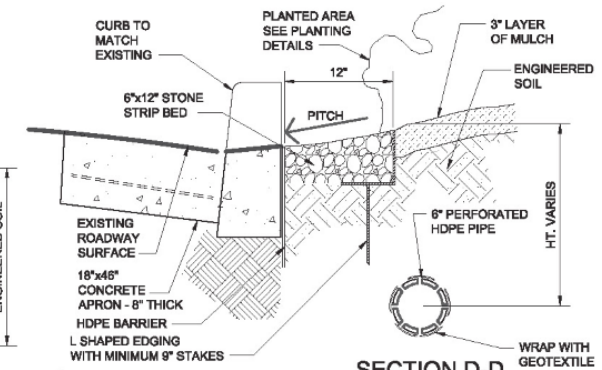 CURB TO
MATCH
EXISTING
PLANTED AREA
SEE PLANTING
DETAILS
3" LAYER
OF MULCH
12"
ENGINEERED
SOIL
6"x12" STONE
STRIP BED
PITCH
EXISTING
ROADWAY
SURFACE
6" PERFORATED
HDPE PIPE
HT. VARIES
18"x46"
CONCRETE
APRON - 8" THICK
HDPE BARRIER
L SHAPED EDGING
WITH MINIMUM 9" STAKES
WRAP WITH
GEOTEXTILE
SECTION D-D
ENGINEERED SOIL